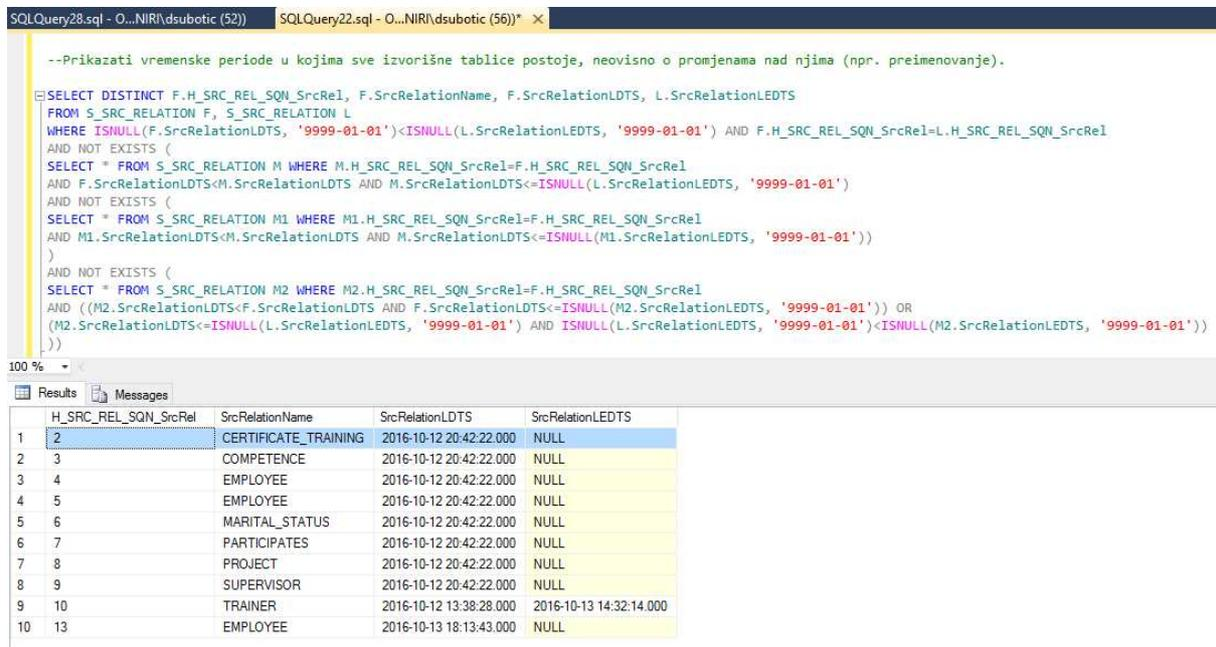 SQLQuery28.sql - O...NIRI\dsubotic (52))    SQLQuery22.sql - O...NIRI\dsubotic (56))* ×
--Prikazati vremenske periode u kojima sve izvorišne tablice postoje, neovisno o promjenama nad njima (npr. preimenovanje).
SELECT DISTINCT F.H_SRC_REL_SQN_SrcRel, F.SrcRelationName, F.SrcRelationLDTS, L.SrcRelationLEDTS
FROM S_SRC_RELATION F, S_SRC_RELATION L
WHERE ISNULL(F.SrcRelationLDTS, '9999-01-01')<ISNULL(L.SrcRelationLEDTS, '9999-01-01') AND F.H_SRC_REL_SQN_SrcRel=L.H_SRC_REL_SQN_SrcRel
AND NOT EXISTS (
SELECT * FROM S_SRC_RELATION M WHERE M.H_SRC_REL_SQN_SrcRel=F.H_SRC_REL_SQN_SrcRel
AND F.SrcRelationLDTS<M.SrcRelationLDTS AND M.SrcRelationLDTS<=ISNULL(L.SrcRelationLEDTS, '9999-01-01')
AND NOT EXISTS (
SELECT * FROM S_SRC_RELATION M1 WHERE M1.H_SRC_REL_SQN_SrcRel=F.H_SRC_REL_SQN_SrcRel
AND M1.SrcRelationLDTS<M.SrcRelationLDTS AND M.SrcRelationLDTS<=ISNULL(M1.SrcRelationLEDTS, '9999-01-01'))
)
AND NOT EXISTS (
SELECT * FROM S_SRC_RELATION M2 WHERE M2.H_SRC_REL_SQN_SrcRel=F.H_SRC_REL_SQN_SrcRel
AND ((M2.SrcRelationLDTS<F.SrcRelationLDTS AND F.SrcRelationLDTS<=ISNULL(M2.SrcRelationLEDTS, '9999-01-01')) OR
(M2.SrcRelationLDTS<=ISNULL(L.SrcRelationLEDTS, '9999-01-01') AND ISNULL(L.SrcRelationLEDTS, '9999-01-01')<ISNULL(M2.SrcRelationLEDTS, '9999-01-01'))
))
100 %
Results    Messages
H_SRC_REL_SQN_SrcRel    SrcRelationName    SrcRelationLDTS    SrcRelationLEDTS
1    2    CERTIFICATE_TRAINING    2016-10-12 20:42:22.000    NULL
2    3    COMPETENCE    2016-10-12 20:42:22.000    NULL
3    4    EMPLOYEE    2016-10-12 20:42:22.000    NULL
4    5    EMPLOYEE    2016-10-12 20:42:22.000    NULL
5    6    MARITAL_STATUS    2016-10-12 20:42:22.000    NULL
6    7    PARTICIPATES    2016-10-12 20:42:22.000    NULL
7    8    PROJECT    2016-10-12 20:42:22.000    NULL
8    9    SUPERVISOR    2016-10-12 20:42:22.000    NULL
9    10    TRAINER    2016-10-12 13:38:28.000    2016-10-13 14:32:14.000
10    13    EMPLOYEE    2016-10-13 18:13:43.000    NULL